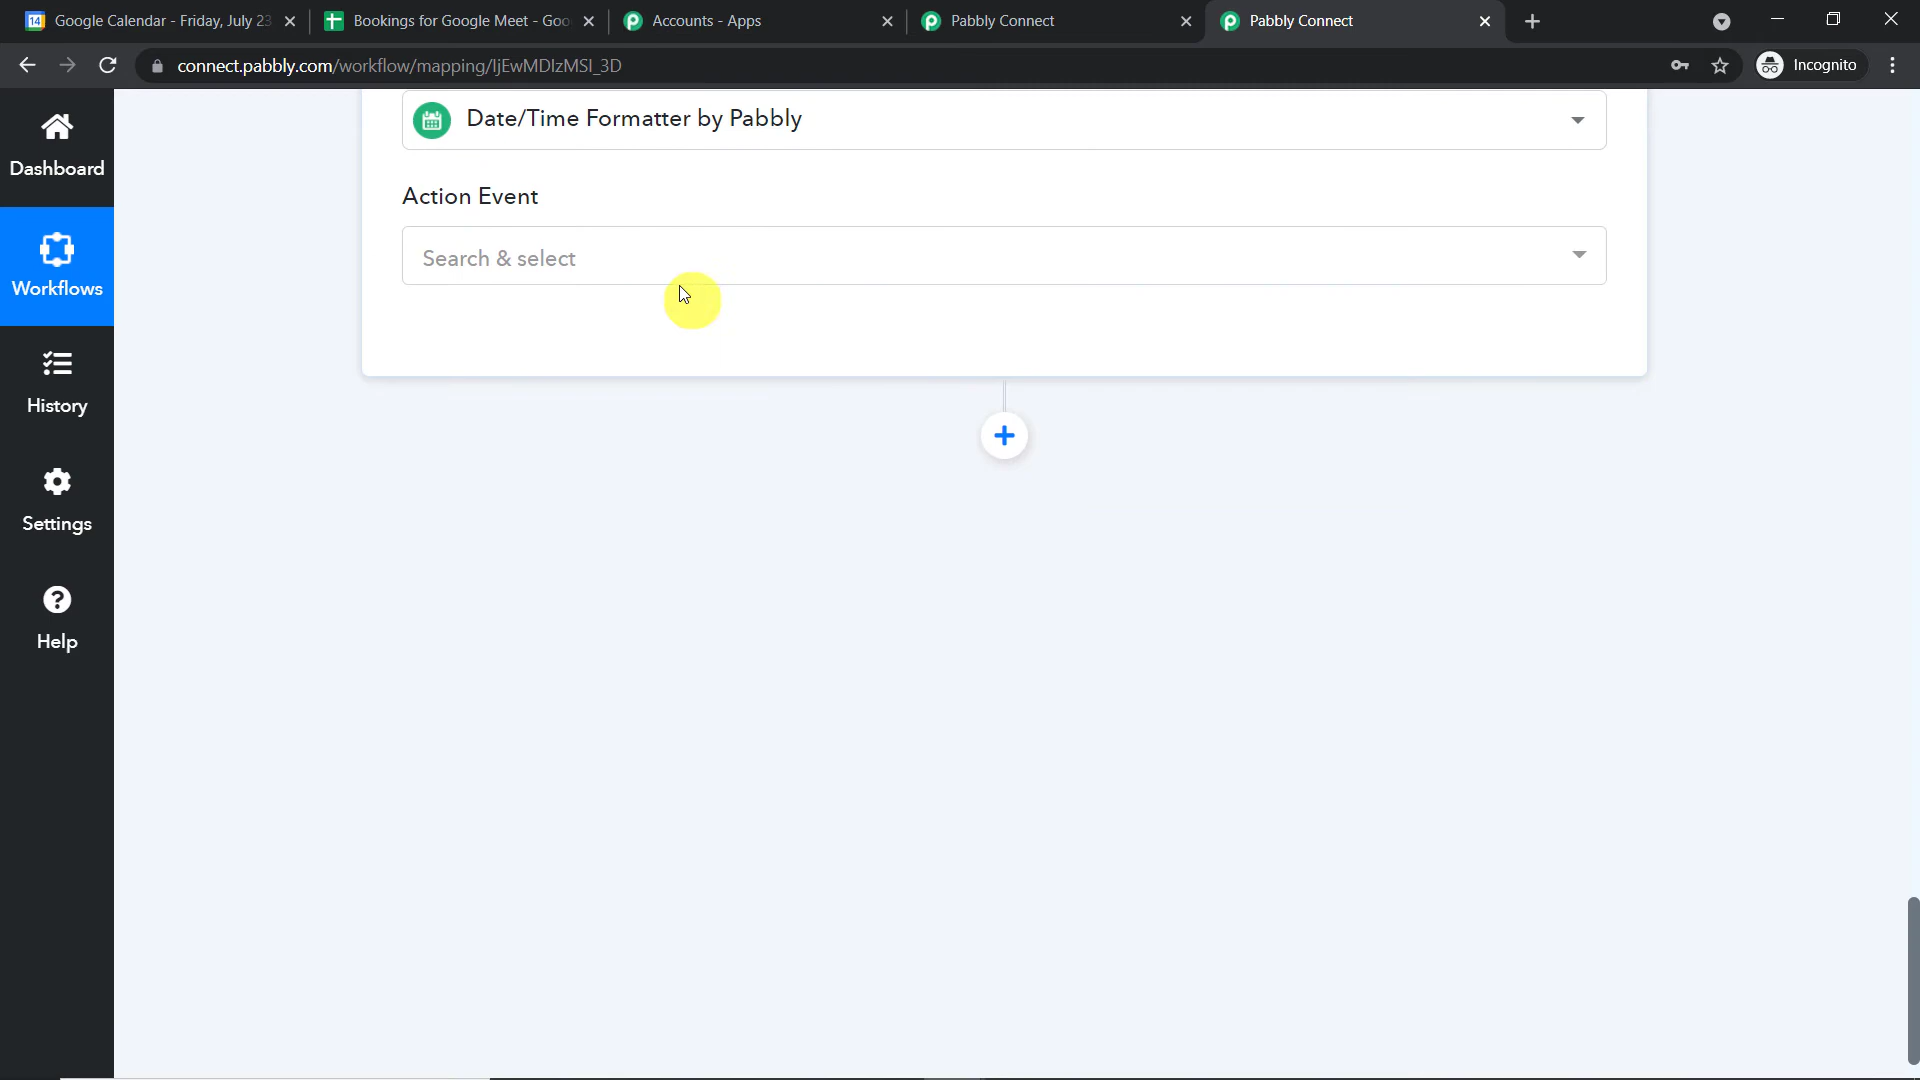 Google Calendar - Friday, July 23
Bookings for Google Meet - Goo
Accounts - Apps
Pabbly Connect
Pabbly Connect
connect.pabbly.com/workflow/mapping/IjEwMDIzMSI_3D
Incognito
Dashboard
Workflows
History
Settings
Help
Date/Time Formatter by Pabbly
Action Event
Search & select